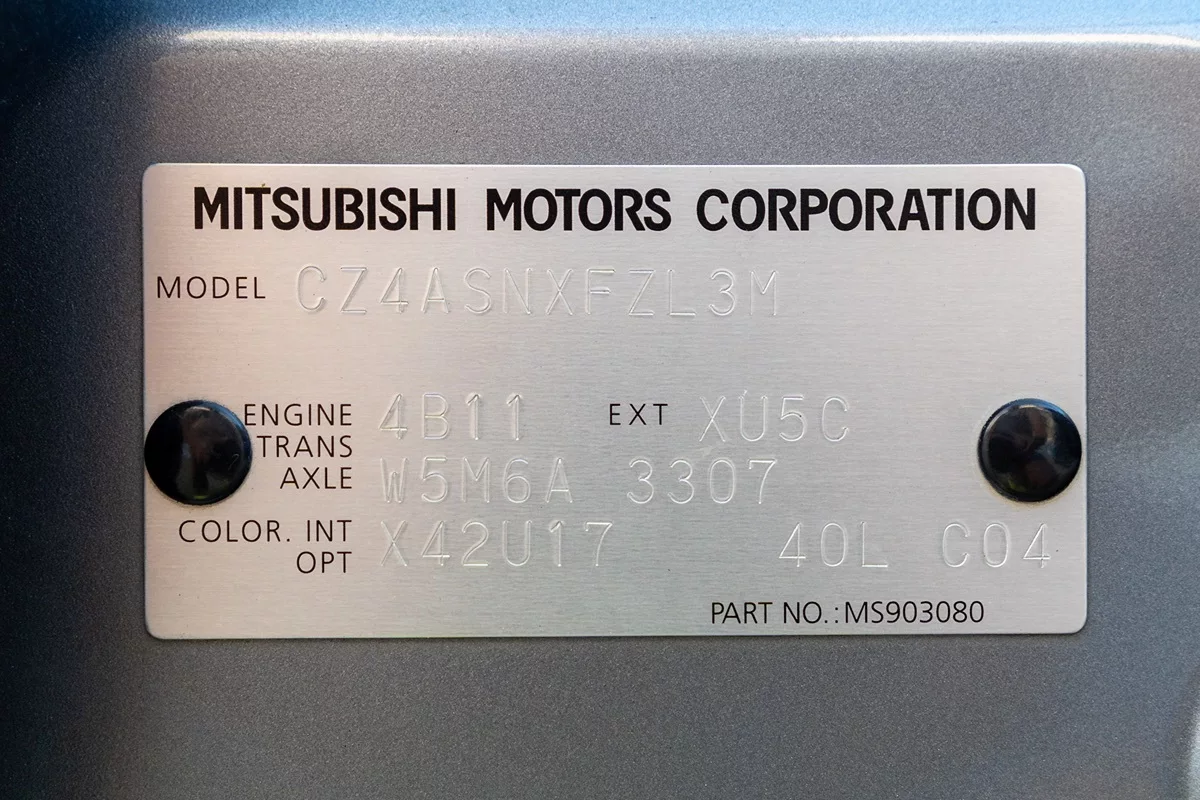 MITSUBISHI MOTORS CORPORATION
MODEL CZ4ASNXFZL3M
ENGINE 4B11 EXT XU5C
TRANS
AXLE W5M6A 3307
COLOR. INT X42U17 40L C04
OPT
PART NO.:MS903080